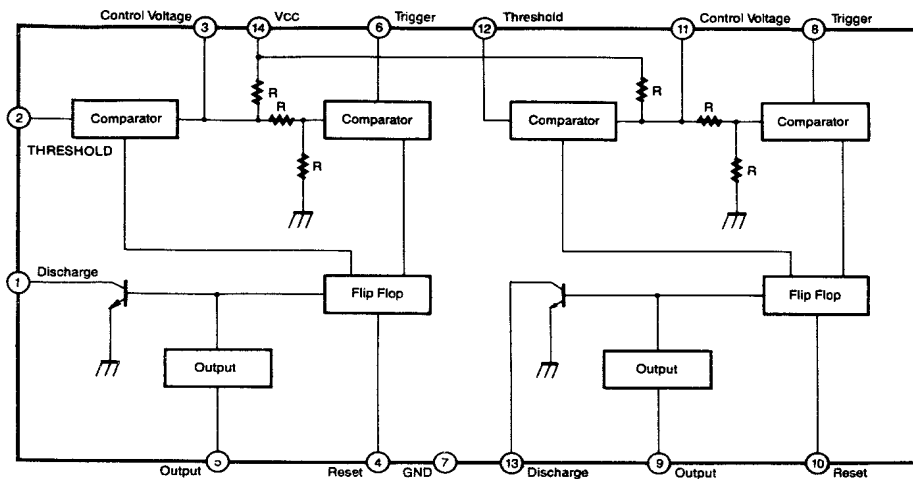 Control Voltage VCC Trigger Threshold Control Voltage Trigger
3 14 6 12 11 8
R R
R R
2 Comparator Comparator Comparator Comparator
THRESHOLD
R R
1 Discharge
Flip Flop Flip Flop
Output Output
5 4 7 13 9 10
Output Reset GND Discharge Output Reset